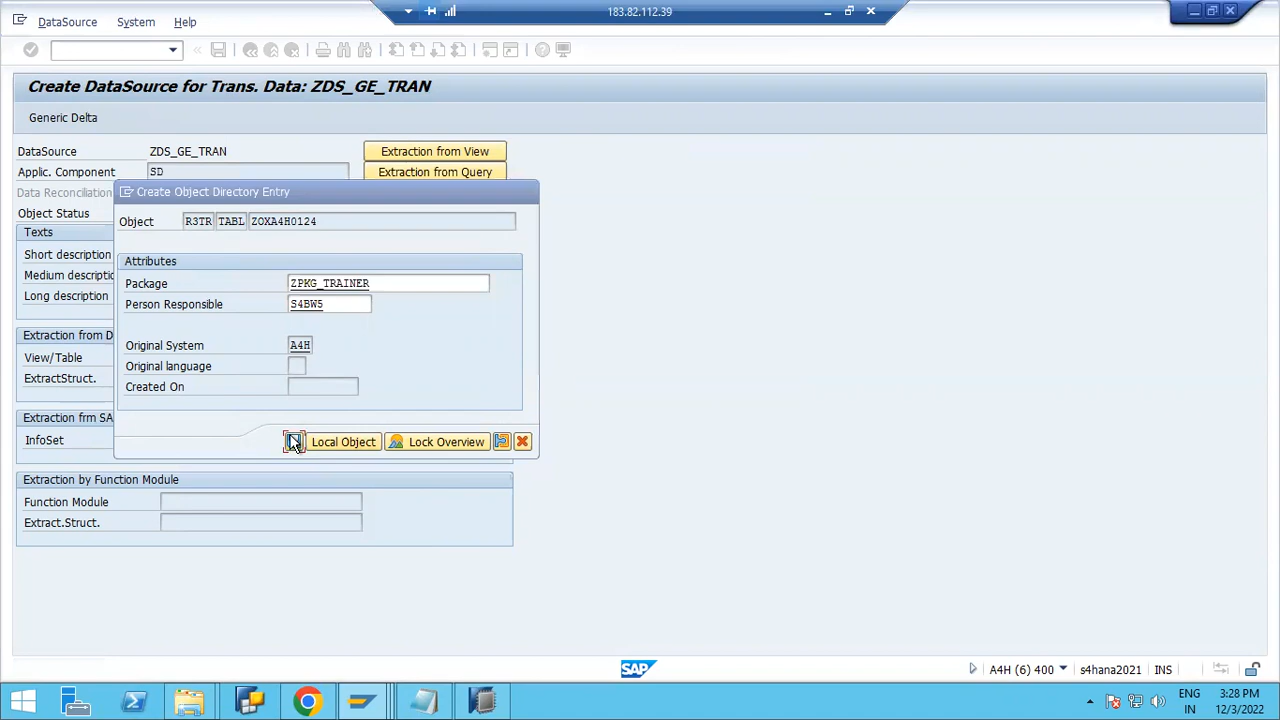 183.82.112.39
DataSource System Help
Create DataSource for Trans. Data: ZDS_GE_TRAN
Generic Delta
DataSource ZDS_GE_TRAN Extraction from View
Applic. Component SD Extraction from Query
Data Reconciliation
Object Status
Texts
Short description
Medium descriptio
Long description
Extraction from D
View/Table
ExtractStruct.
Extraction frm SA
InfoSet
Extraction by Function Module
Function Module
Extract.Struct.
Create Object Directory Entry
Object R3TR TABL ZOXA4H0124
Attributes
Package ZPKG_TRAINER
Person Responsible S4BW5
Original System A4H
Original language
Created On
Local Object Lock Overview
SAP A4H (6) 400 s4hana2021 INS
ENG 3:28 PM
IN 12/3/2022